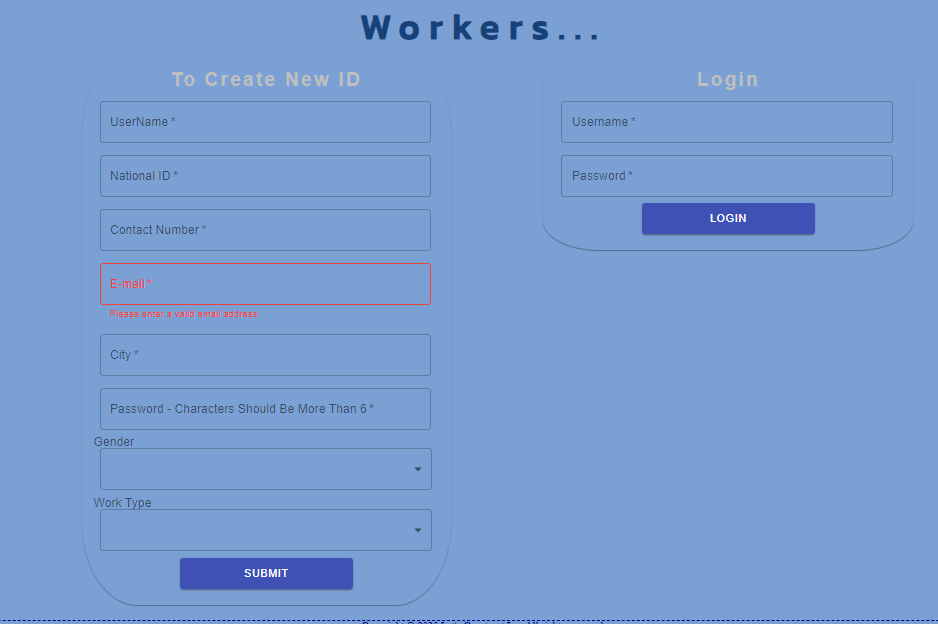 Workers...
To Create New ID
UserName *
National ID *
Contact Number *
E-mail *
Please enter a valid email address
City *
Password - Characters Should Be More Than 6 *
Gender
Work Type
SUBMIT
Login
Username *
Password *
LOGIN